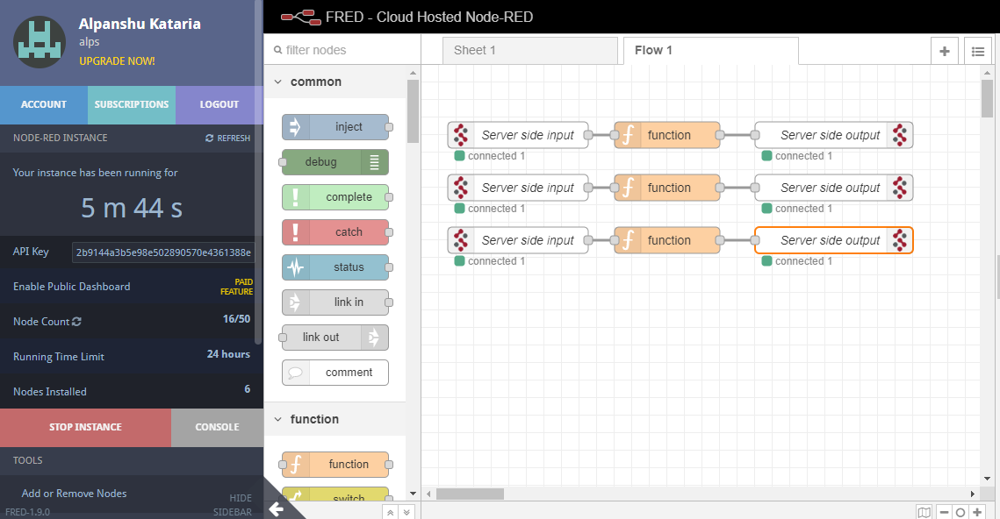 Alpanshu Kataria
alps
UPGRADE NOW!
ACCOUNT
SUBSCRIPTIONS
LOGOUT
NODE-RED INSTANCE
REFRESH
Your instance has been running for
5 m 44 s
API Key
2b9144a3b5e98e502890570e4361388e
Enable Public Dashboard
PAID
FEATURE
Node Count
16/50
Running Time Limit
24 hours
Nodes Installed
6
STOP INSTANCE
CONSOLE
TOOLS
Add or Remove Nodes
FRED-1.9.0
HIDE
SIDEBAR
FRED - Cloud Hosted Node-RED
filter nodes
common
inject
debug
complete
catch
status
link in
link out
comment
function
function
switch
Sheet 1
Flow 1
Server side input
function
Server side output
connected 1
connected 1
Server side input
function
Server side output
connected 1
connected 1
Server side input
function
Server side output
connected 1
connected 1